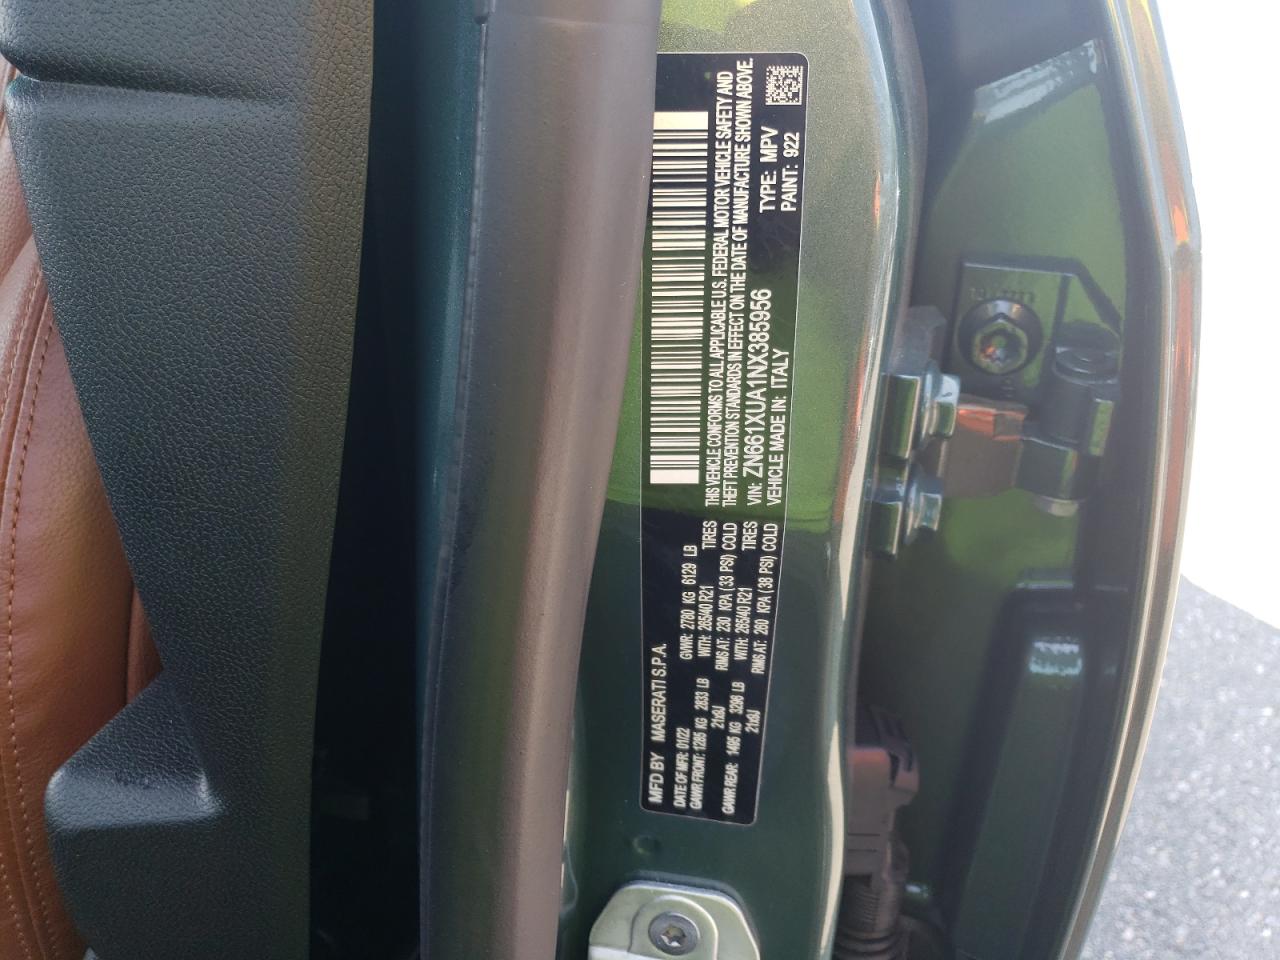 MFD BY MASERATI S.P.A.
DATE OF MFR: 01/22 GVWR: 2780 KG 6129 LB
GAWR FRONT: 1285 KG 2833 LB WITH: 265/40 R21 TIRES
21x9J RIMS AT: 230 KPA (33 PSI) COLD
GAWR REAR: 1495 KG 3296 LB WITH: 265/40 R21 TIRES
21x9J RIMS AT: 260 KPA (38 PSI) COLD
THIS VEHICLE CONFORMS TO ALL APPLICABLE U.S. FEDERAL MOTOR VEHICLE SAFETY AND
THEFT PREVENTION STANDARDS IN EFFECT ON THE DATE OF MANUFACTURE SHOWN ABOVE.
VIN: ZN661XUA1NX385956 TYPE: MPV
VEHICLE MADE IN: ITALY PAINT: 922